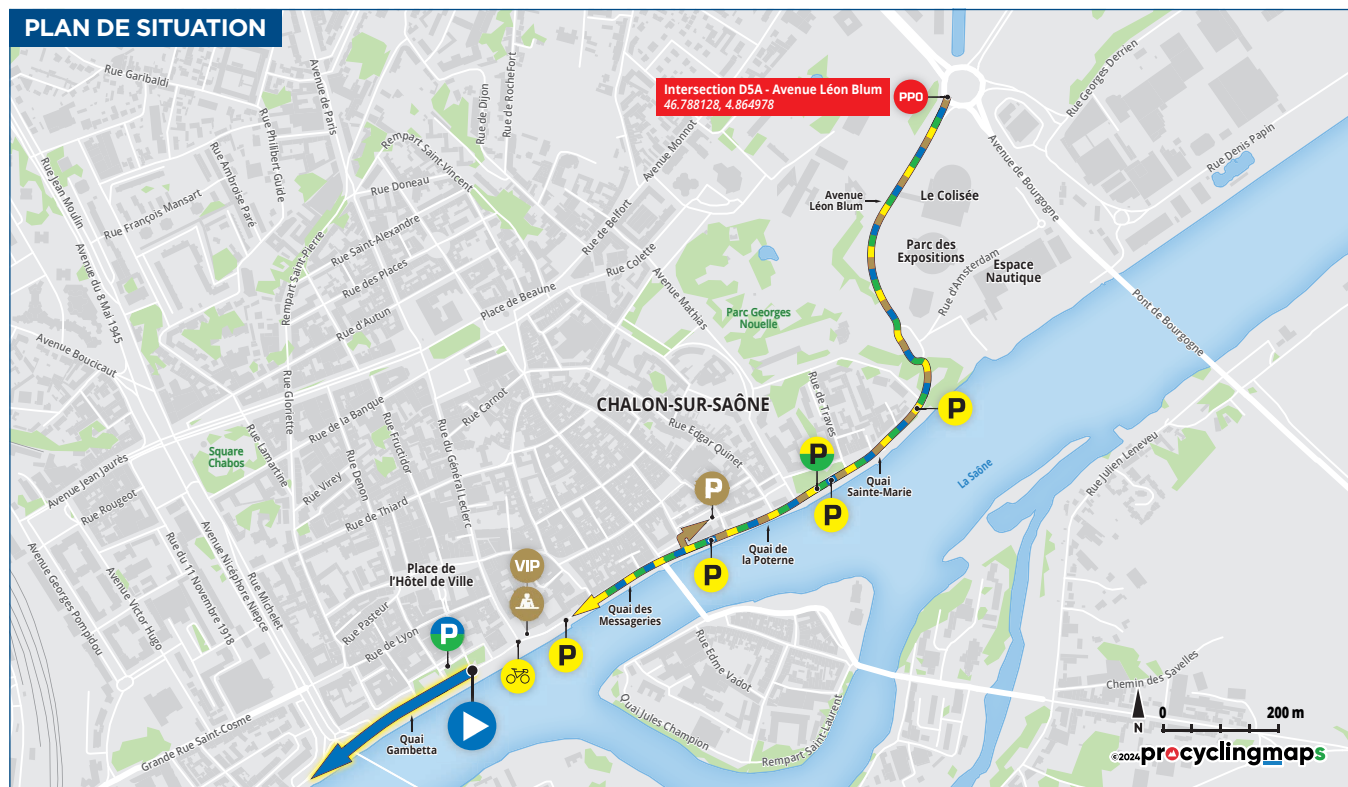 PLAN DE SITUATION
Rue Garibaldi
Avenue de Paris
Rue de Dijon
Rue de RocheFort
Rue Georges Derrien
Intersection D5A - Avenue Léon Blum
46.788128, 4.864978
PPO
Rue Philibert Guide
Rempart Saint-Vincent
Avenue Monnot
Avenue de Bourgogne
Rue Denis Papin
Rue Jean Moulin
Rue Ambroise Paré
Rue François Mansart
Rue Doneau
Avenue
Léon Blum
Le Colisée
Rue de Belfort
Rue Saint-Alexandre
Rempart Saint-Pierre
Rue des Places
Rue Colette
Parc des
Expositions
Espace
Nautique
Rue d'Amsterdam
Avenue du 8 Mai 1945
Avenue Mathias
Place de Beaune
Rue d'Autun
Parc Georges
Nouelle
Pont de Bourgogne
Avenue Boucicaut
Rue Gloriette
Rue Carnot
Rue de Traves
CHALON-SUR-SAÔNE
P
Rue de la Banque
Rue Fructidor
Rue du Général Leclerc
Rue Edgar Quinet
Rue Lamartine
Square
Chabos
P
Avenue Jean Jaurès
Rue Virey
Rue Denon
Rue de Thiard
Quai
Sainte-Marie
La Saône
Rue Julien Leneveu
P
P
Rue Rougeot
Avenue Nicéphore Niepce
Rue du 11 Novembre 1918
Quai de
la Poterne
Place de
l'Hôtel de Ville
VIP
P
Avenue Georges Pompidou
Avenue Victor Hugo
Rue Michelet
Rue Pasteur
Rue de Lyon
P
Quai des
Messageries
P
Rue Edme Vadot
Chemin des Savelles
Quai Jules Champion
Rempart Saint-Laurent
Grande Rue Saint-Cosme
Quai
Gambetta
N
0
200 m
©2024 procyclingmaps